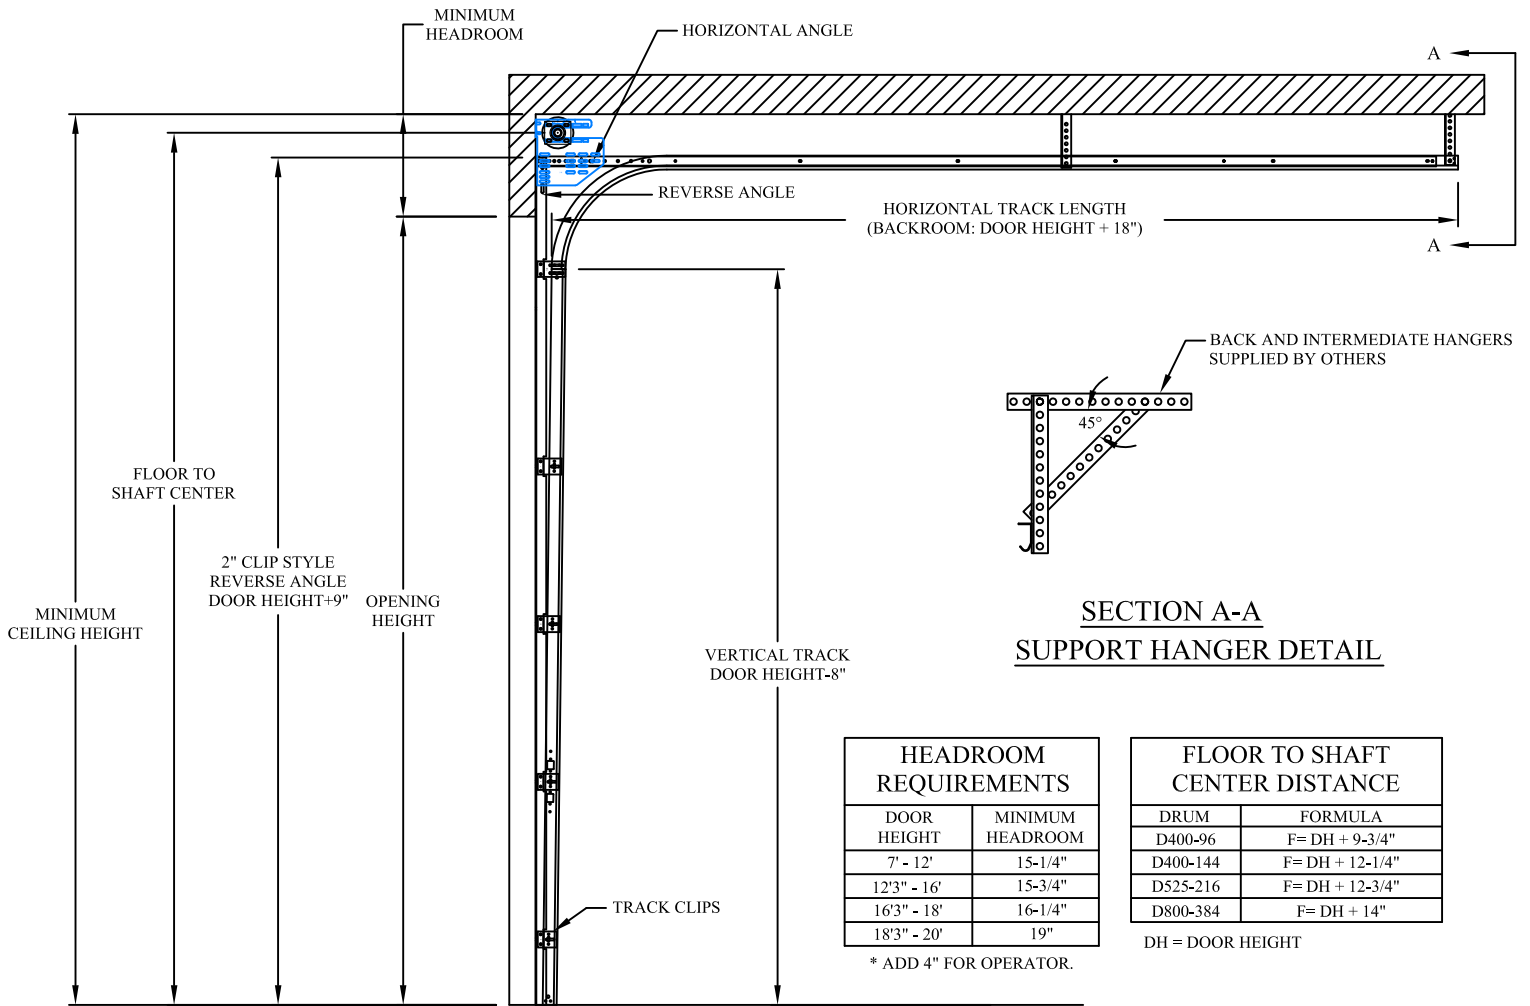 MINIMUM
HEADROOM
HORIZONTAL ANGLE
A
REVERSE ANGLE
HORIZONTAL TRACK LENGTH
(BACKROOM: DOOR HEIGHT + 18")
A
BACK AND INTERMEDIATE HANGERS
SUPPLIED BY OTHERS
45°
FLOOR TO
SHAFT CENTER
2" CLIP STYLE
REVERSE ANGLE
DOOR HEIGHT+9"
OPENING
HEIGHT
MINIMUM
CEILING HEIGHT
VERTICAL TRACK
DOOR HEIGHT-8"
SECTION A-A
SUPPORT HANGER DETAIL
TRACK CLIPS
HEADROOM
REQUIREMENTS
DOOR HEIGHT MINIMUM HEADROOM
7' - 12' 15-1/4"
12'3" - 16' 15-3/4"
16'3" - 18' 16-1/4"
18'3" - 20' 19"
* ADD 4" FOR OPERATOR.
FLOOR TO SHAFT
CENTER DISTANCE
DRUM FORMULA
D400-96 F= DH + 9-3/4"
D400-144 F= DH + 12-1/4"
D525-216 F= DH + 12-3/4"
D800-384 F= DH + 14"
DH = DOOR HEIGHT